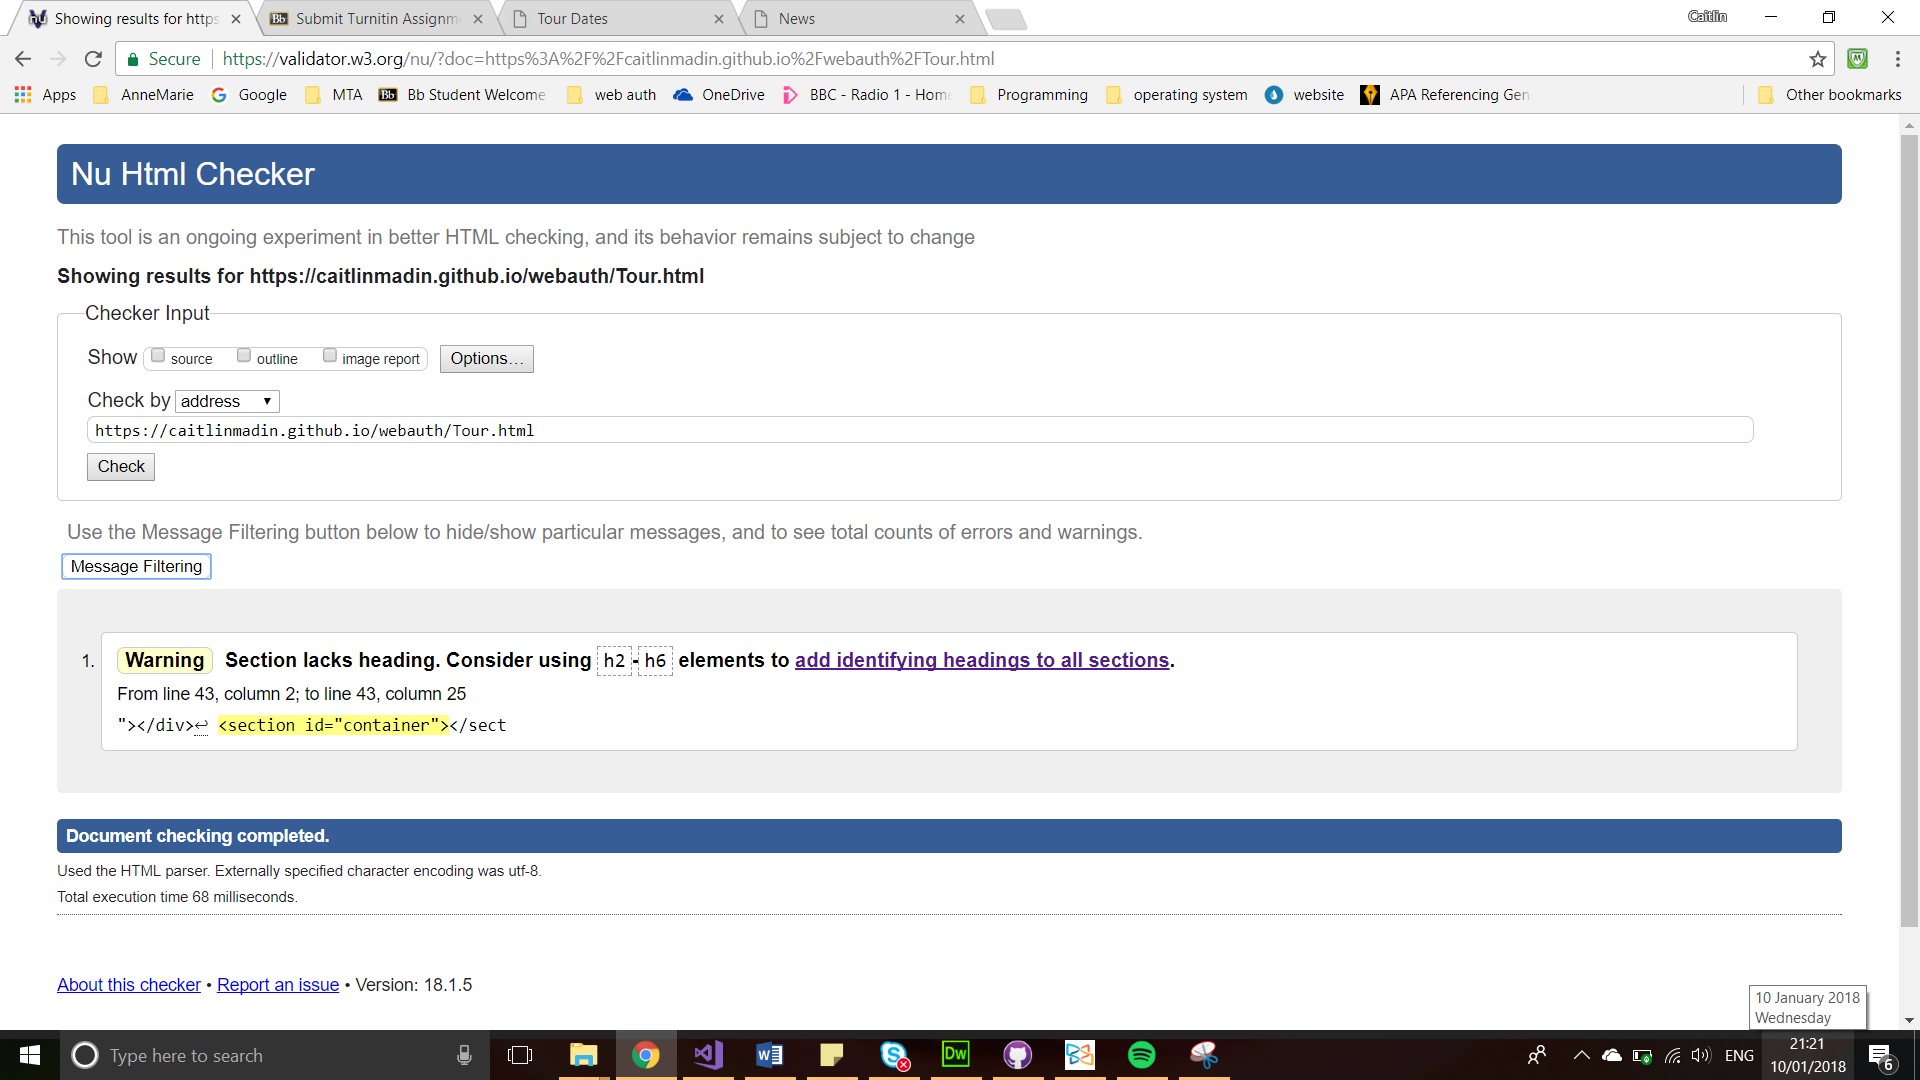 Showing results for https
Submit Turnitin Assignm
Tour Dates
News
Caitlin
Secure
https://validator.w3.org/nu/?doc=https%3A%2F%2Fcaitlinmadin.github.io%2Fwebauth%2FTour.html
Apps AnneMarie Google MTA Bb Student Welcome web auth OneDrive BBC - Radio 1 - Home Programming operating system website APA Referencing Gen Other bookmarks
Nu Html Checker
This tool is an ongoing experiment in better HTML checking, and its behavior remains subject to change
Showing results for https://caitlinmadin.github.io/webauth/Tour.html
Checker Input
Show source outline image report Options...
Check by address
https://caitlinmadin.github.io/webauth/Tour.html
Check
Use the Message Filtering button below to hide/show particular messages, and to see total counts of errors and warnings.
Message Filtering
1. Warning Section lacks heading. Consider using h2-h6 elements to add identifying headings to all sections.
From line 43, column 2; to line 43, column 25
"></div>↩ <section id="container"></sect
Document checking completed.
Used the HTML parser. Externally specified character encoding was utf-8.
Total execution time 68 milliseconds.
About this checker • Report an issue • Version: 18.1.5
10 January 2018
Wednesday
Type here to search
Dw
ENG
21:21
10/01/2018
6